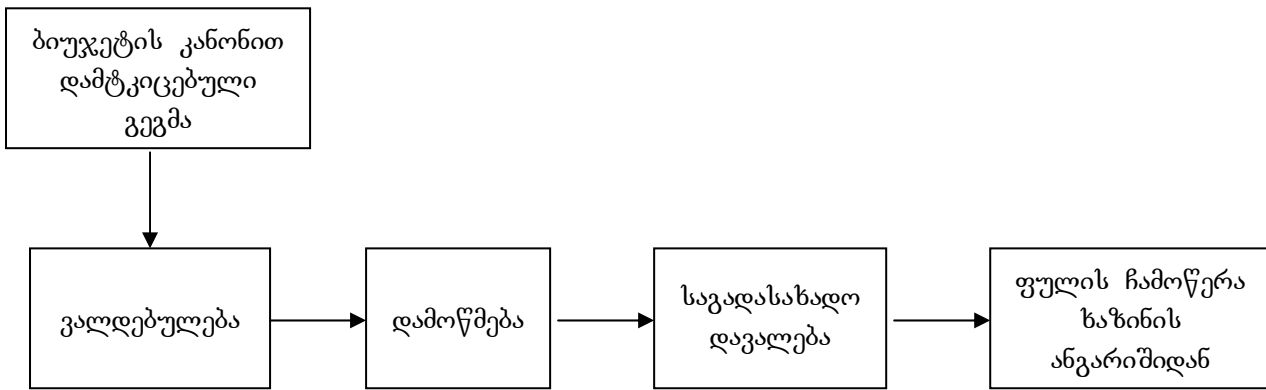 ბიუჯეტის კანონით
დამტკიცებული
გეგმა
ვალდებულება
დამოწმება
საგადასახადო
დავალება
ფულის ჩამოწერა
ხაზინის
ანგარიშიდან